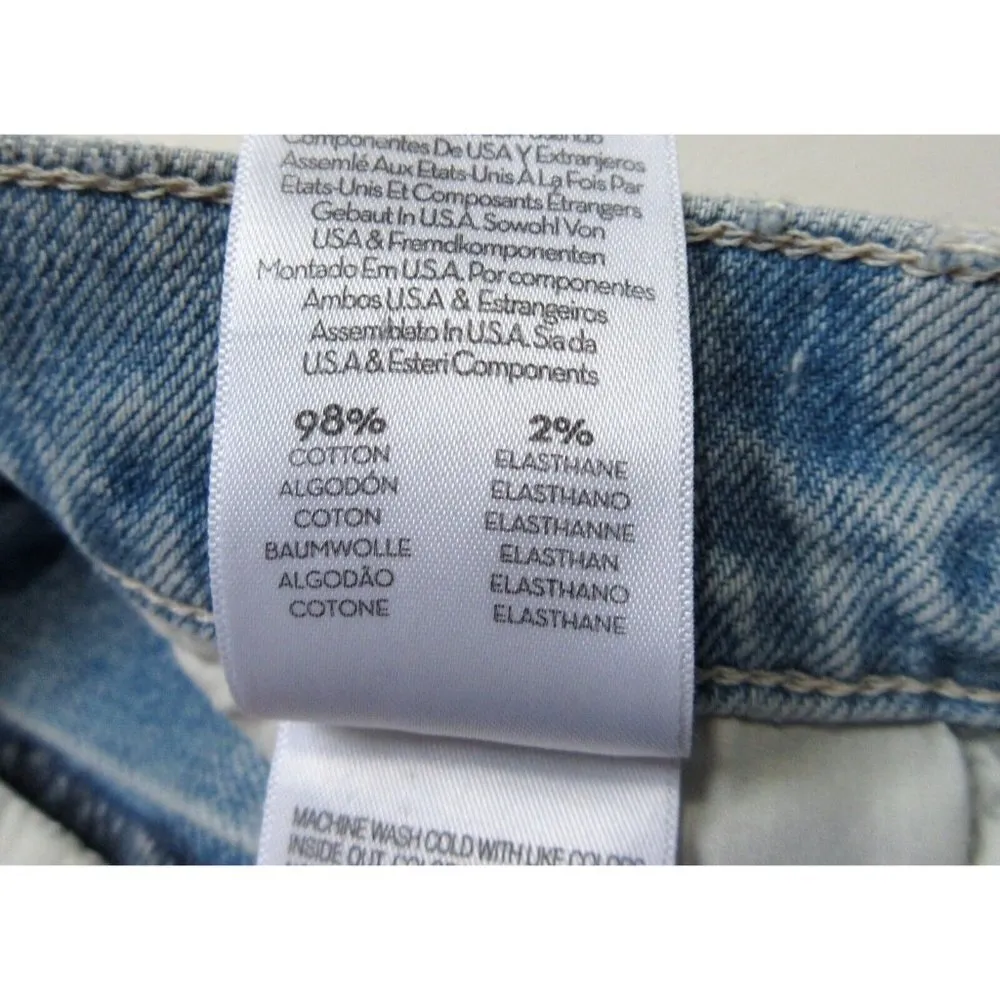 Componentes De USA Y Extranjeros
Assemlé Aux Etats-Unis À La Fois Par
Etats-Unis Et Composants Étrangers
Gebaut In U.S.A. Sowohl Von
USA & Fremdkomponenten
Montado Em U.S.A. Por componentes
Ambos U.S.A & Estrangeiros
Assemblato In U.S.A. Sia da
U.S.A & Esteri Components
98% 2%
COTTON ELASTHANE
ALGODÓN ELASTHANO
COTON ELASTHANNE
BAUMWOLLE ELASTHAN
ALGODÃO ELASTHANO
COTONE ELASTHANE
MACHINE WASH COLD WITH LIKE COLORS
INSIDE OUT.